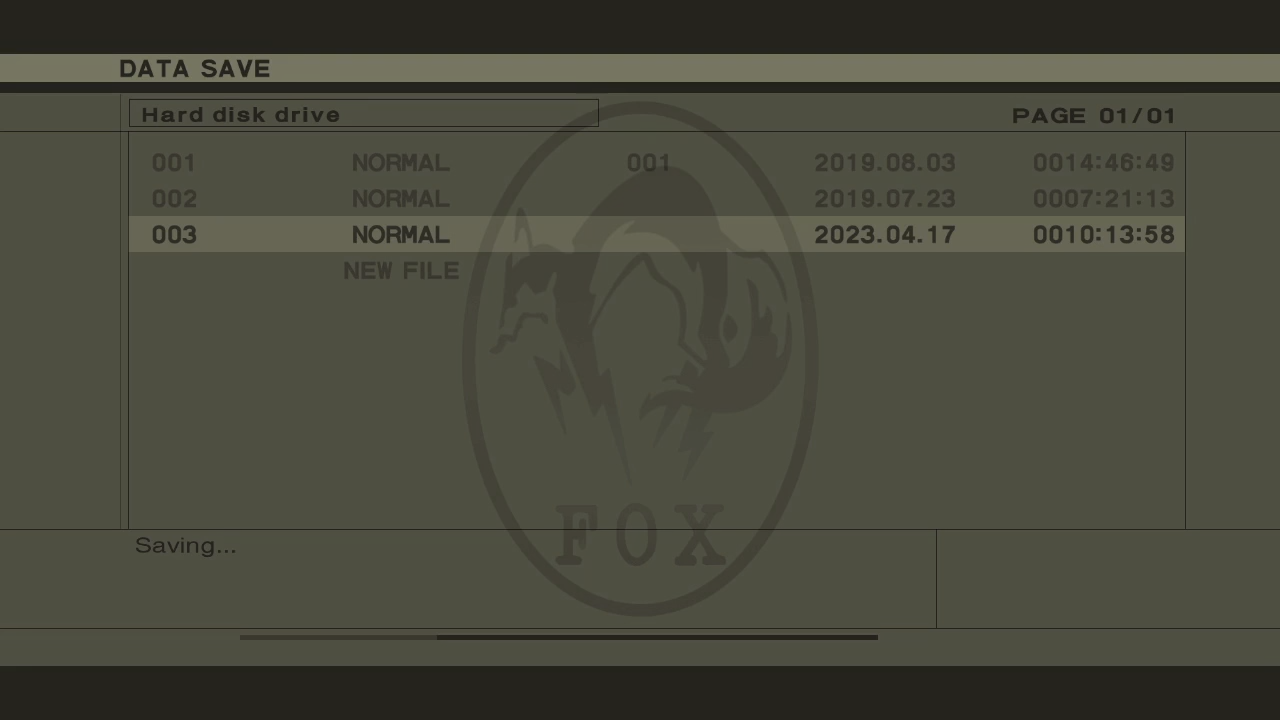 DATA SAVE
Hard disk drive PAGE 01/01
001 NORMAL 001 2019.08.03 0014:46:49
002 NORMAL 2019.07.23 0007:21:13
003 NORMAL 2023.04.17 0010:13:58
NEW FILE
FOX
Saving...